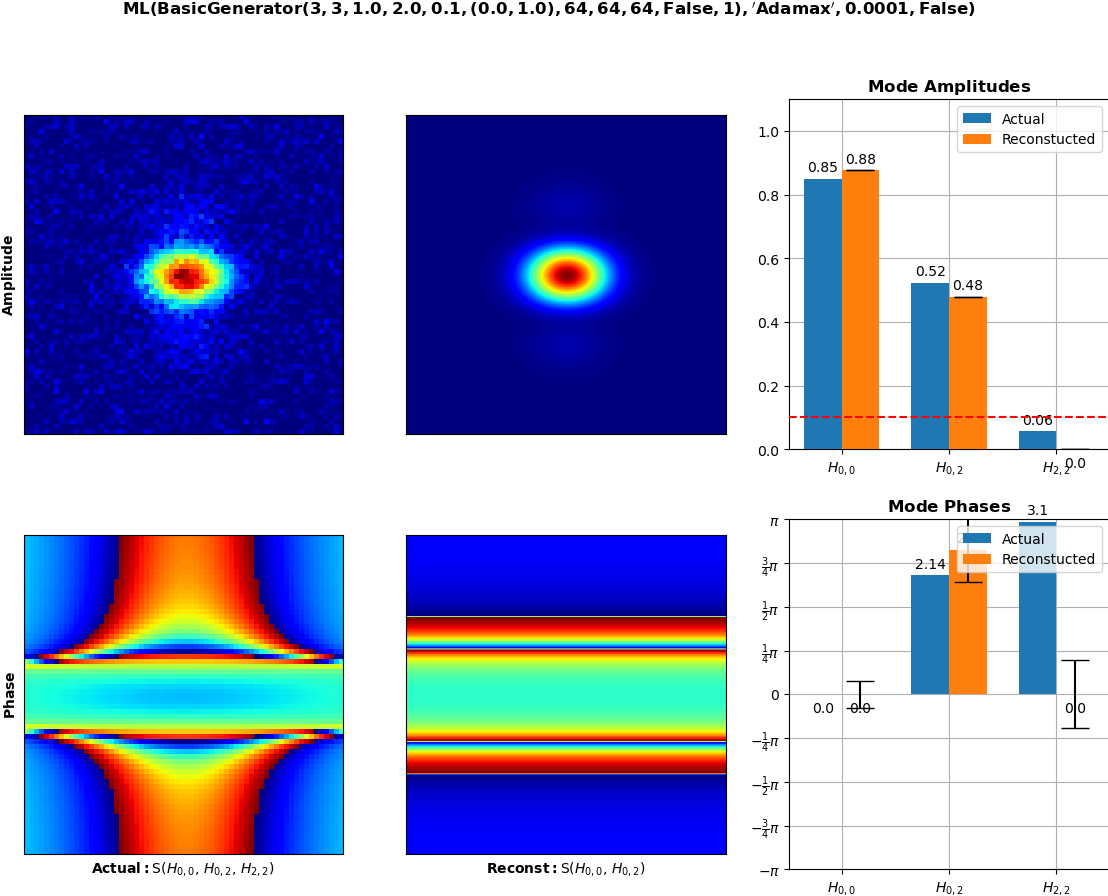 ML(BasicGenerator(3, 3, 1.0, 2.0, 0.1, (0.0, 1.0), 64, 64, 64, False, 1), ′Adamax′, 0.0001, False)
Mode Amplitudes
Amplitude
1.0
0.8
0.6
0.4
0.2
0.0
Actual
Reconstucted
0.85
0.88
0.52
0.48
0.06
0.0
H0,0
H0,2
H2,2
Mode Phases
Phase
π
3/4π
1/2π
1/4π
0
−1/4π
−1/2π
−3/4π
−π
Actual
Reconstucted
0.0
0.0
2.14
3.1
0.0
H0,0
H0,2
H2,2
Actual: S(H0,0, H0,2, H2,2)
Reconst: S(H0,0, H0,2)